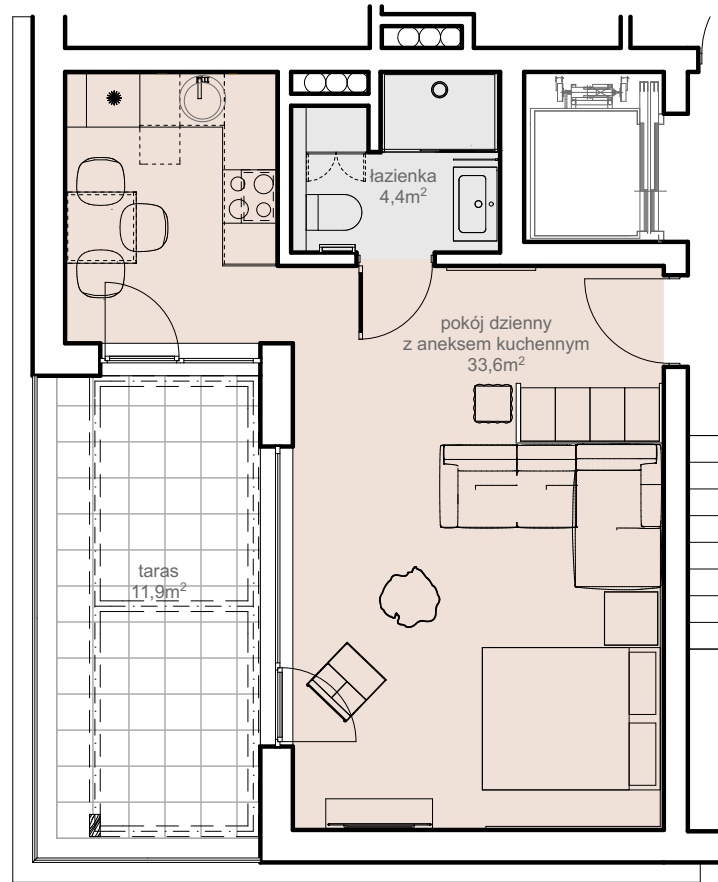 łazienka
4,4m²
pokój dzienny
z aneksem kuchennym
33,6m²
taras
11,9m²